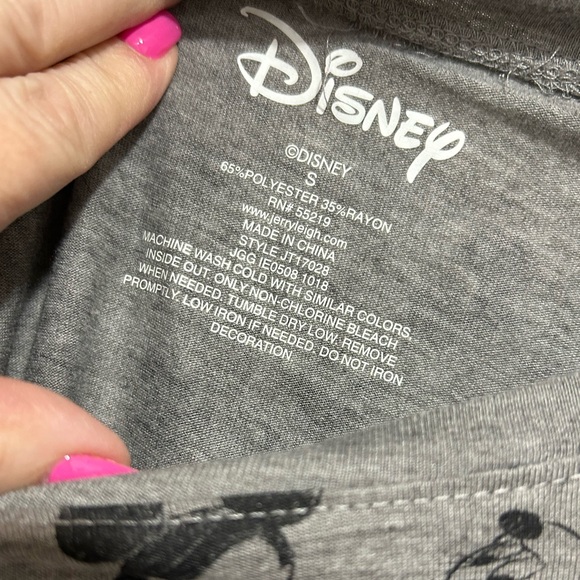 Disney
©DISNEY
S
65%POLYESTER 35%RAYON
RN# 55219
www.jerryleigh.com
MADE IN CHINA
STYLE JT17028
JGG IE0509 1018
MACHINE WASH COLD WITH SIMILAR COLORS,
INSIDE OUT. ONLY NON-CHLORINE BLEACH
WHEN NEEDED. TUMBLE DRY LOW. REMOVE
PROMPTLY. LOW IRON IF NEEDED. DO NOT IRON
DECORATION